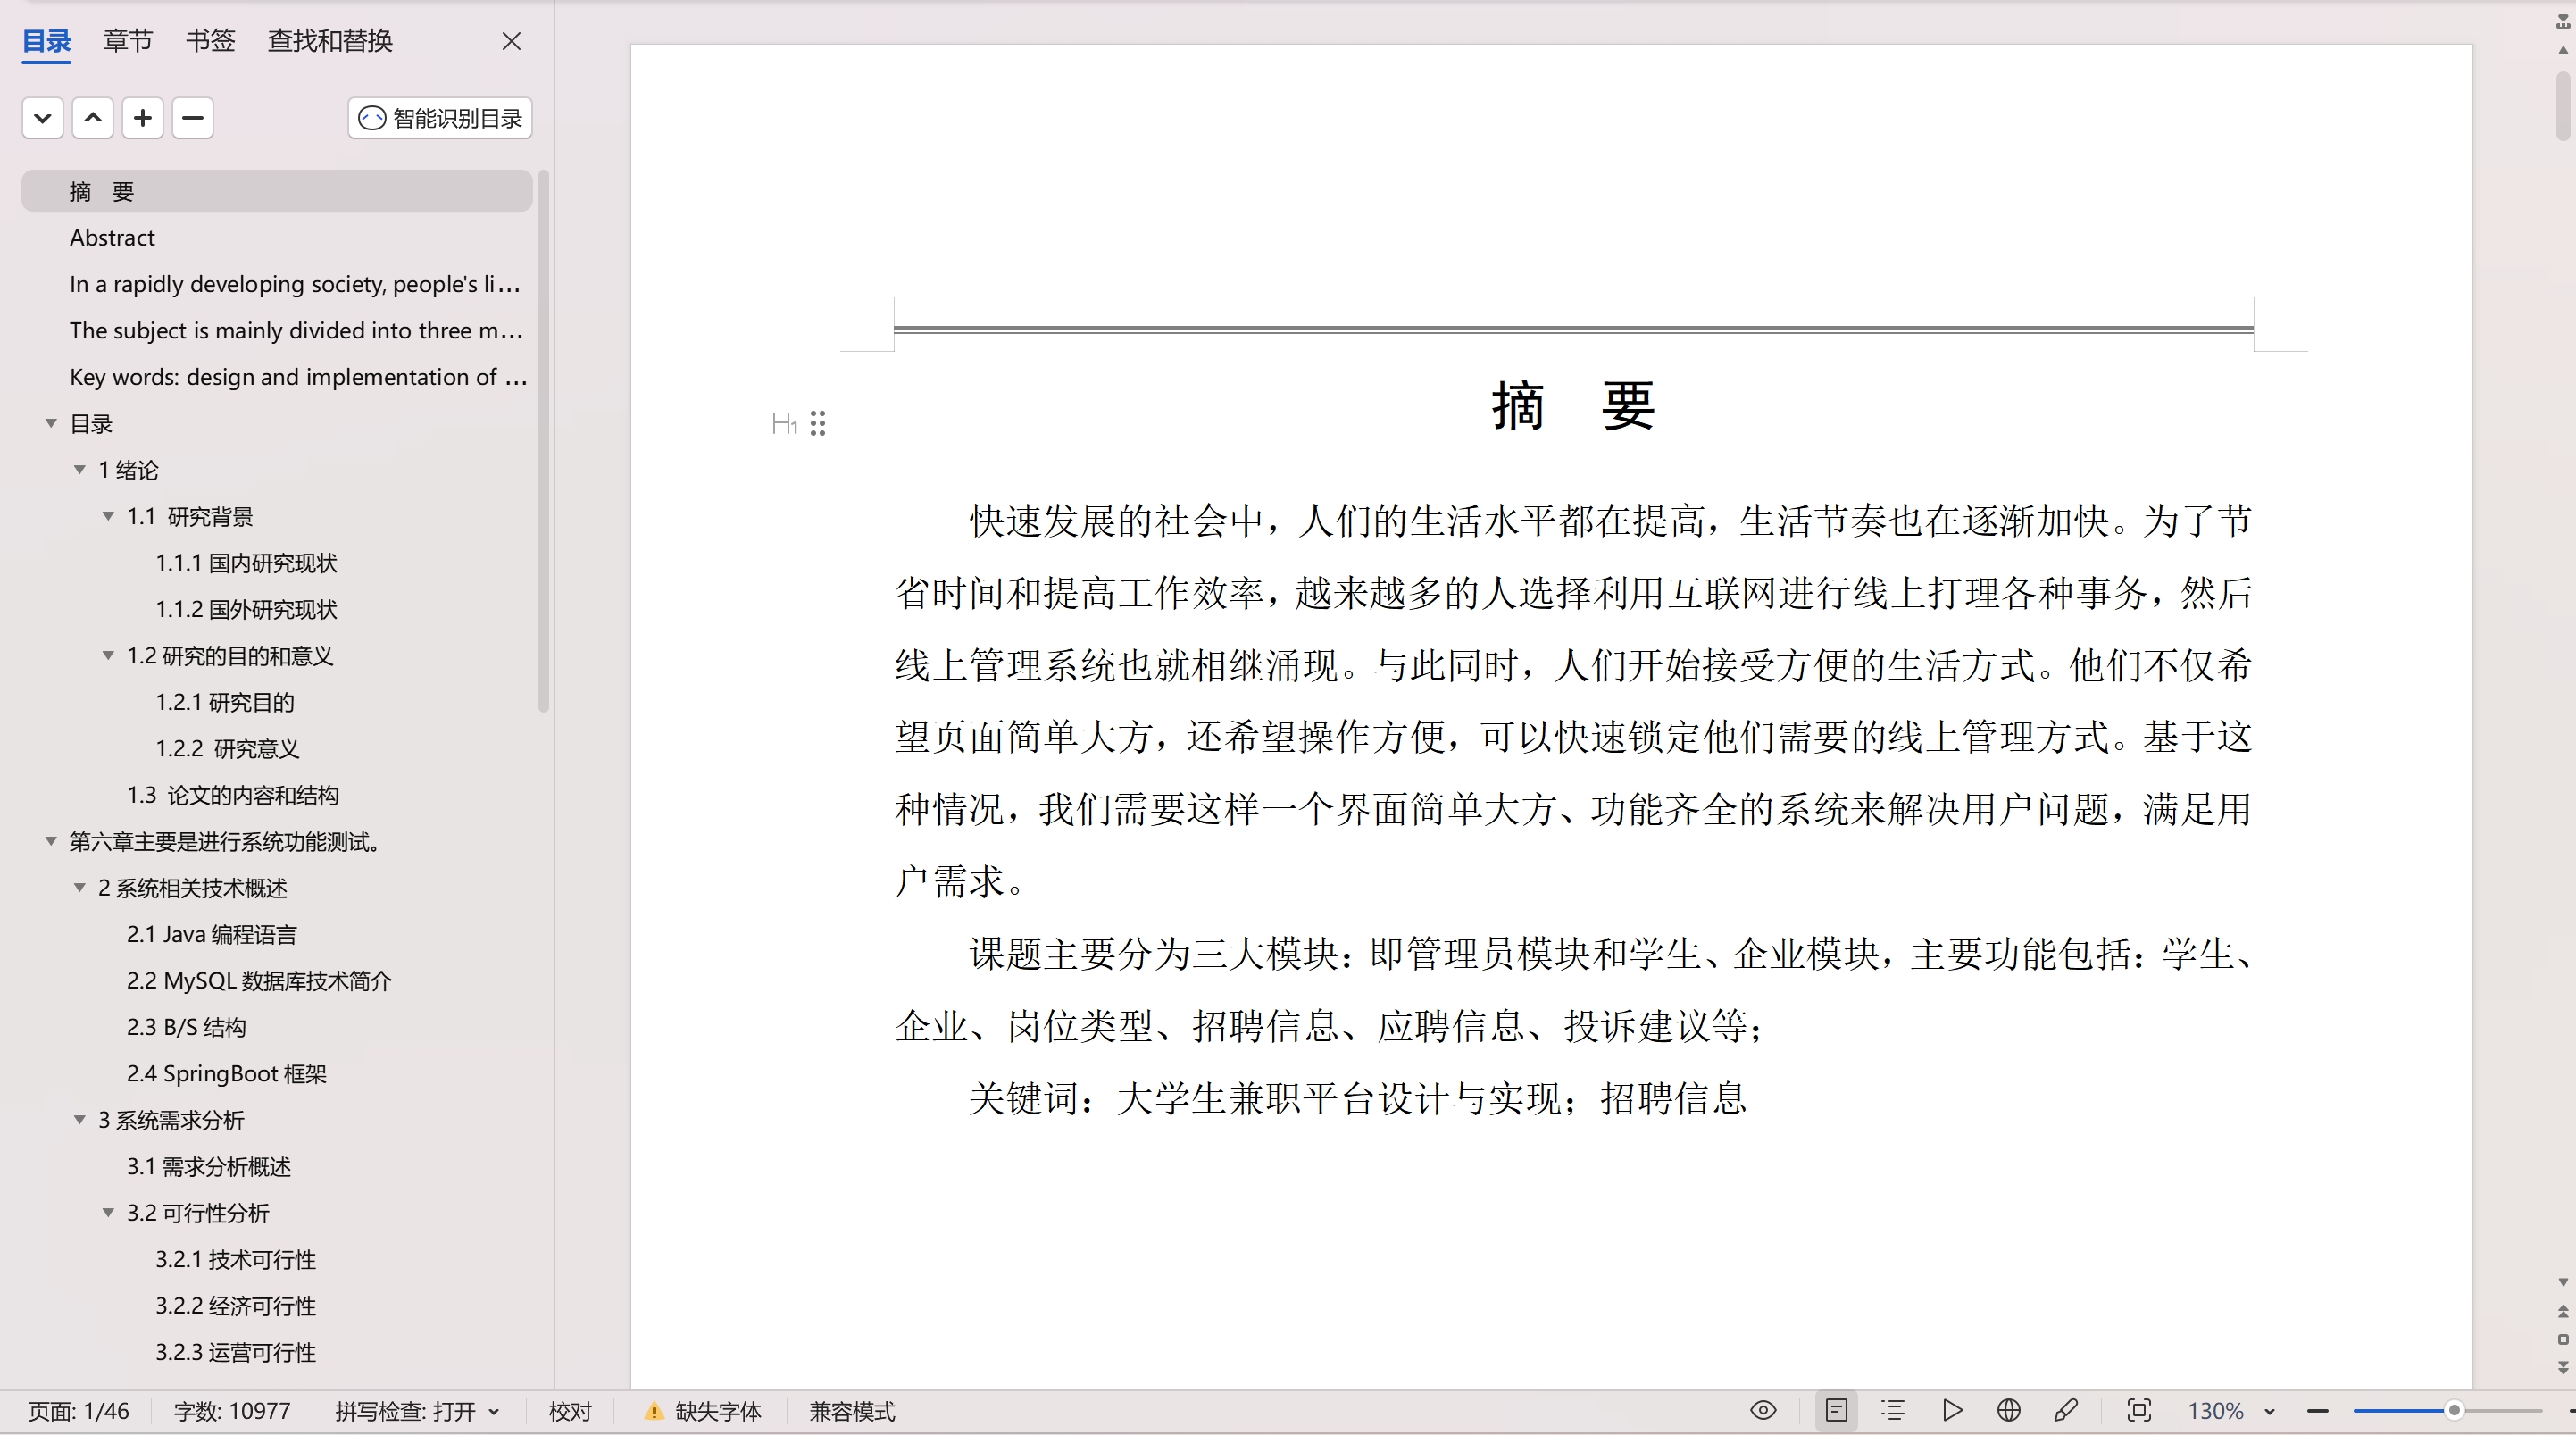 目录 章节 书签 查找和替换
智能识别目录
摘 要
Abstract
In a rapidly developing society, people's li...
The subject is mainly divided into three m...
Key words: design and implementation of ...
目录
1 绪论
1.1 研究背景
1.1.1 国内研究现状
1.1.2 国外研究现状
1.2 研究的目的和意义
1.2.1 研究目的
1.2.2 研究意义
1.3 论文的内容和结构
第六章主要是进行系统功能测试。
2 系统相关技术概述
2.1 Java 编程语言
2.2 MySQL 数据库技术简介
2.3 B/S 结构
2.4 SpringBoot 框架
3 系统需求分析
3.1 需求分析概述
3.2 可行性分析
3.2.1 技术可行性
3.2.2 经济可行性
3.2.3 运营可行性
H1
摘 要
快速发展的社会中，人们的生活水平都在提高，生活节奏也在逐渐加快。为了节
省时间和提高工作效率，越来越多的人选择利用互联网进行线上打理各种事务，然后
线上管理系统也就相继涌现。与此同时，人们开始接受方便的生活方式。他们不仅希
望页面简单大方，还希望操作方便，可以快速锁定他们需要的线上管理方式。基于这
种情况，我们需要这样一个界面简单大方、功能齐全的系统来解决用户问题，满足用
户需求。
课题主要分为三大模块：即管理员模块和学生、企业模块，主要功能包括：学生、
企业、岗位类型、招聘信息、应聘信息、投诉建议等；
关键词：大学生兼职平台设计与实现；招聘信息
页面: 1/46 字数: 10977 拼写检查: 打开 校对 缺失字体 兼容模式 130%